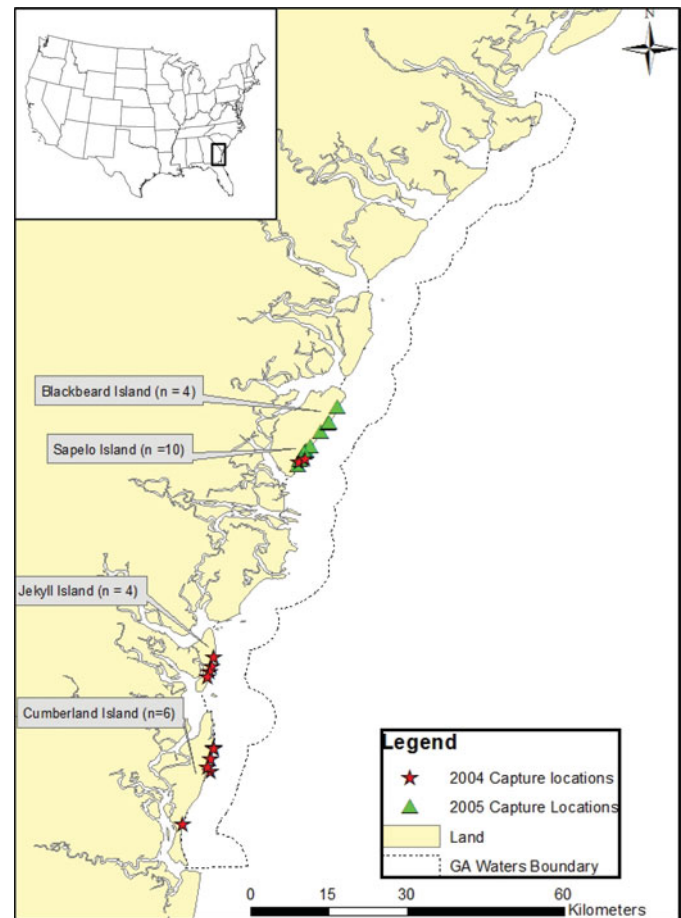 N
Blackbeard Island (n = 4)
Sapelo Island (n =10)
Jekyll Island (n = 4)
Cumberland Island (n=6)
Legend
2004 Capture locations
2005 Capture Locations
Land
GA Waters Boundary
0 15 30 60
Kilometers